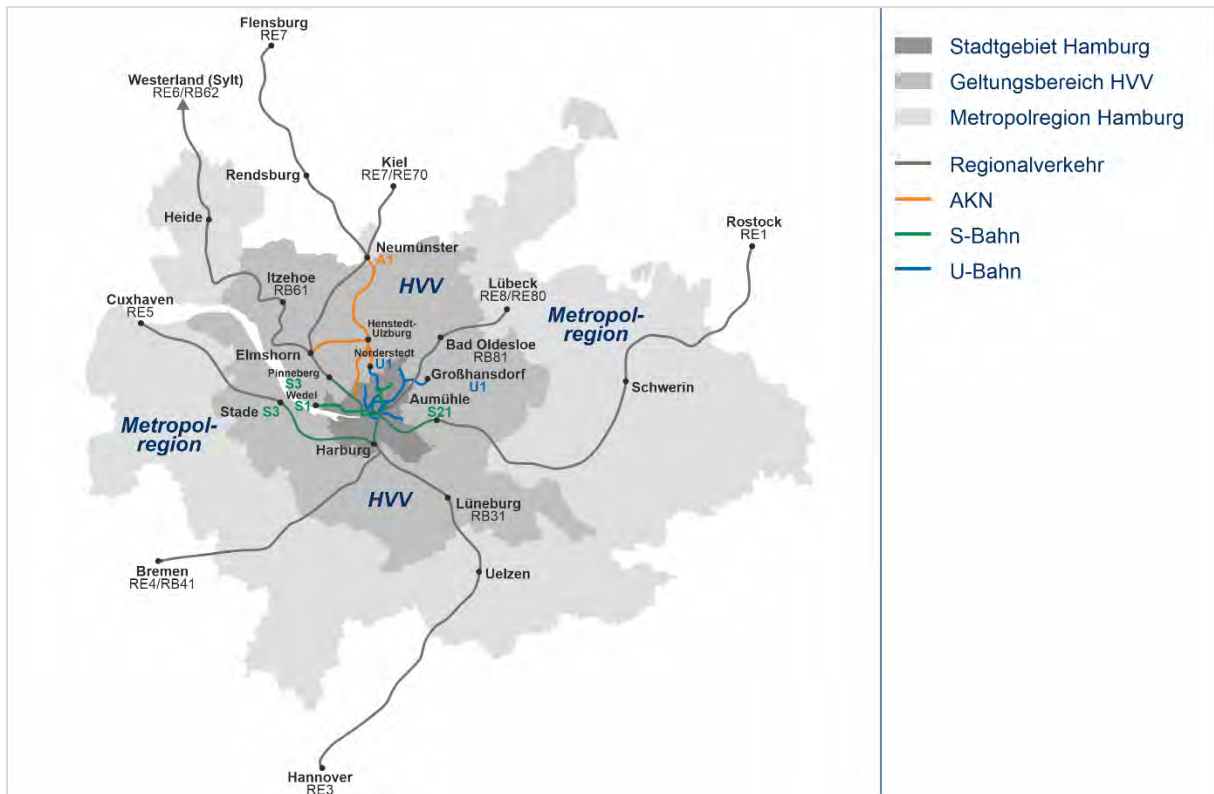 Flensburg
RE7
Westerland (Sylt)
RE6/RB62
Kiel
RE7/RE70
Rendsburg
Heide
Rostock
RE1
Neumünster
A1
Itzehoe
RB61
HVV
Lübeck
RE8/RE80
Cuxhaven
RE5
Metropol-
region
Henstedt-
Ulzburg
Elmshorn
Norderstedt
U1
Bad Oldesloe
RB81
Pinneberg
S3
Großhansdorf
U1
Schwerin
Wedel
S1
Aumühle
S21
Stade S3
Metropol-
region
Harburg
HVV
Lüneburg
RB31
Bremen
RE4/RB41
Uelzen
Hannover
RE3
Stadtgebiet Hamburg
Geltungsbereich HVV
Metropolregion Hamburg
Regionalverkehr
AKN
S-Bahn
U-Bahn